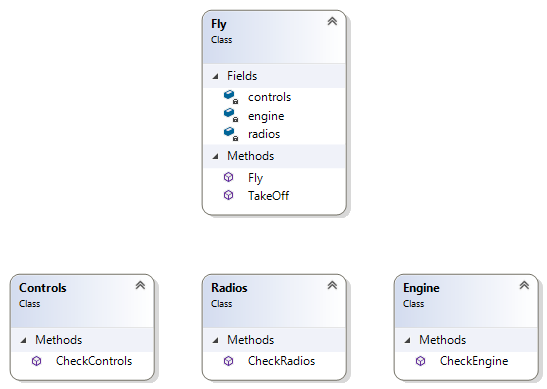 Fly
Class
Fields
controls
engine
radios
Methods
Fly
TakeOff
Controls
Class
Methods
CheckControls
Radios
Class
Methods
CheckRadios
Engine
Class
Methods
CheckEngine